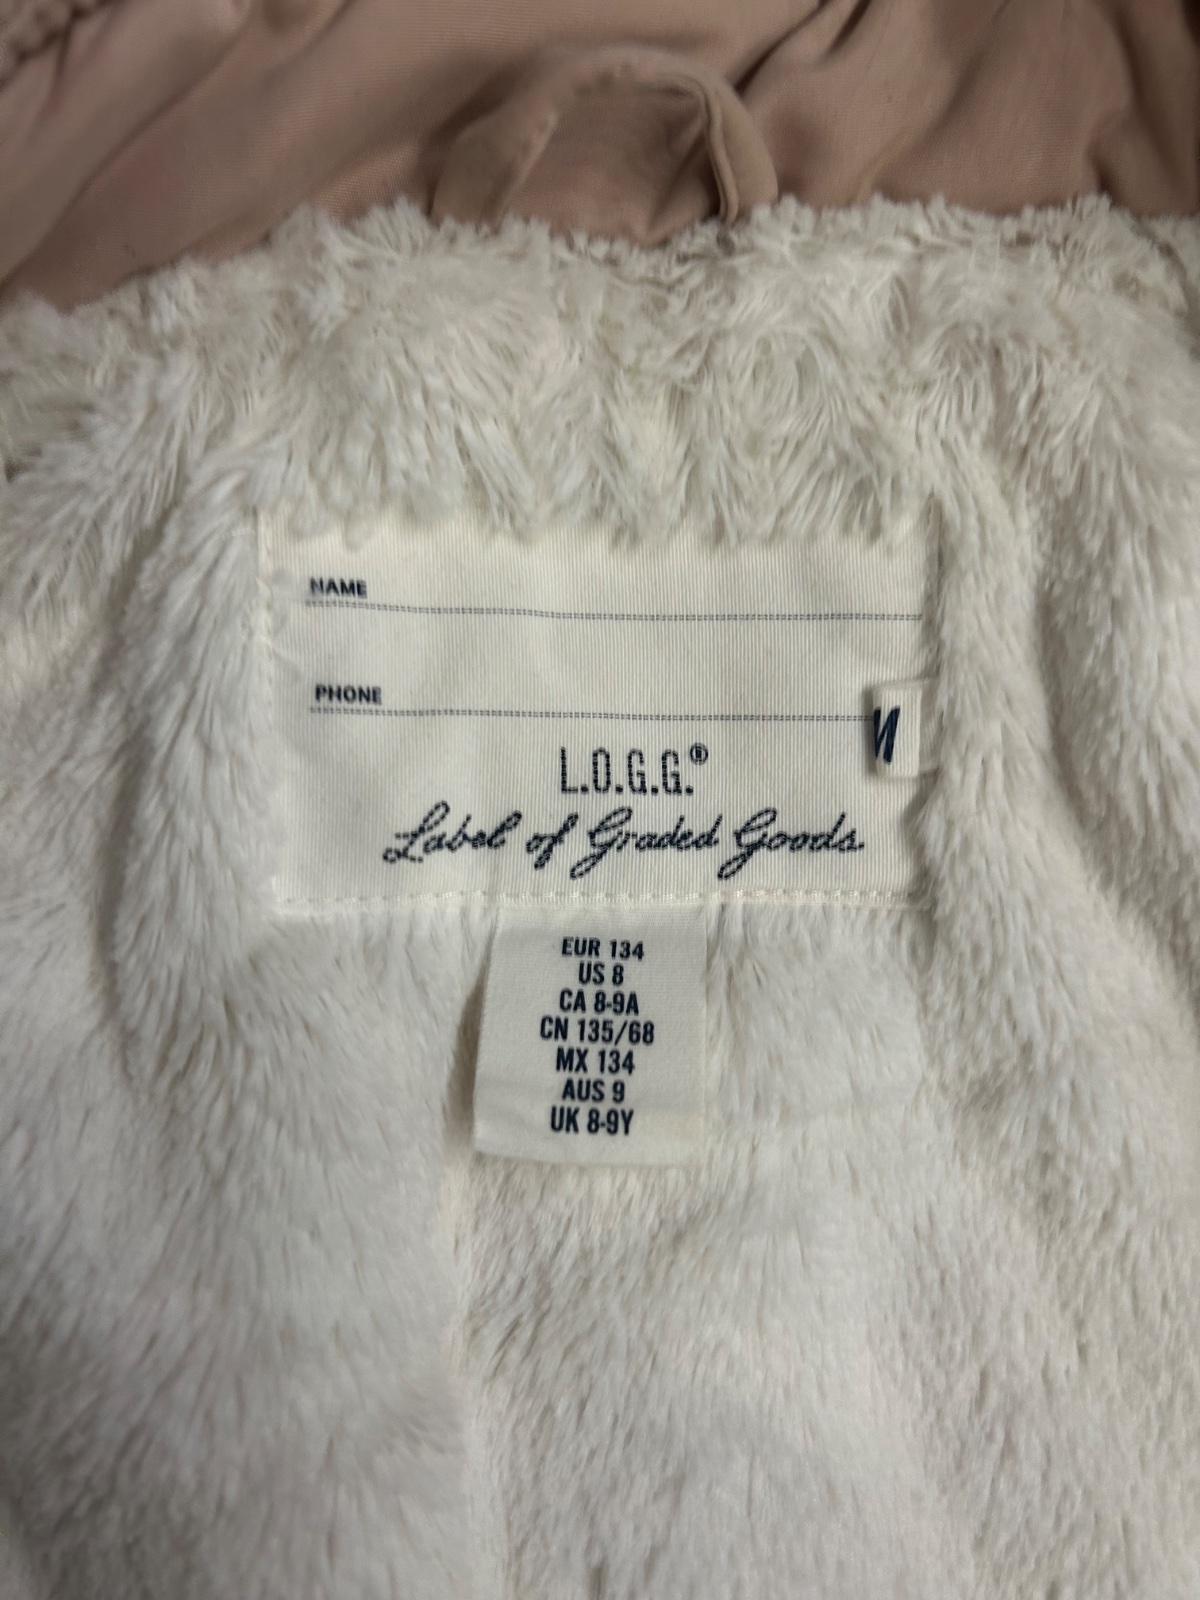 NAME
PHONE
L.O.G.G.®
Label of Graded Goods.
EUR 134
US 8
CA 8-9A
CN 135/68
MX 134
AUS 9
UK 8-9Y